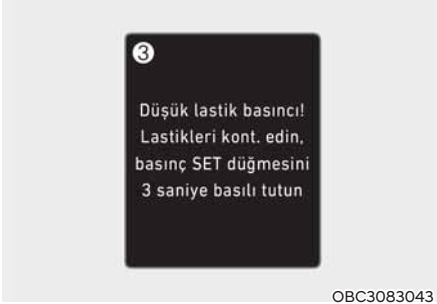 3
Düşük lastik basıncı!
Lastikleri kont. edin,
basınç SET düğmesini
3 saniye basılı tutun
OBC3083043